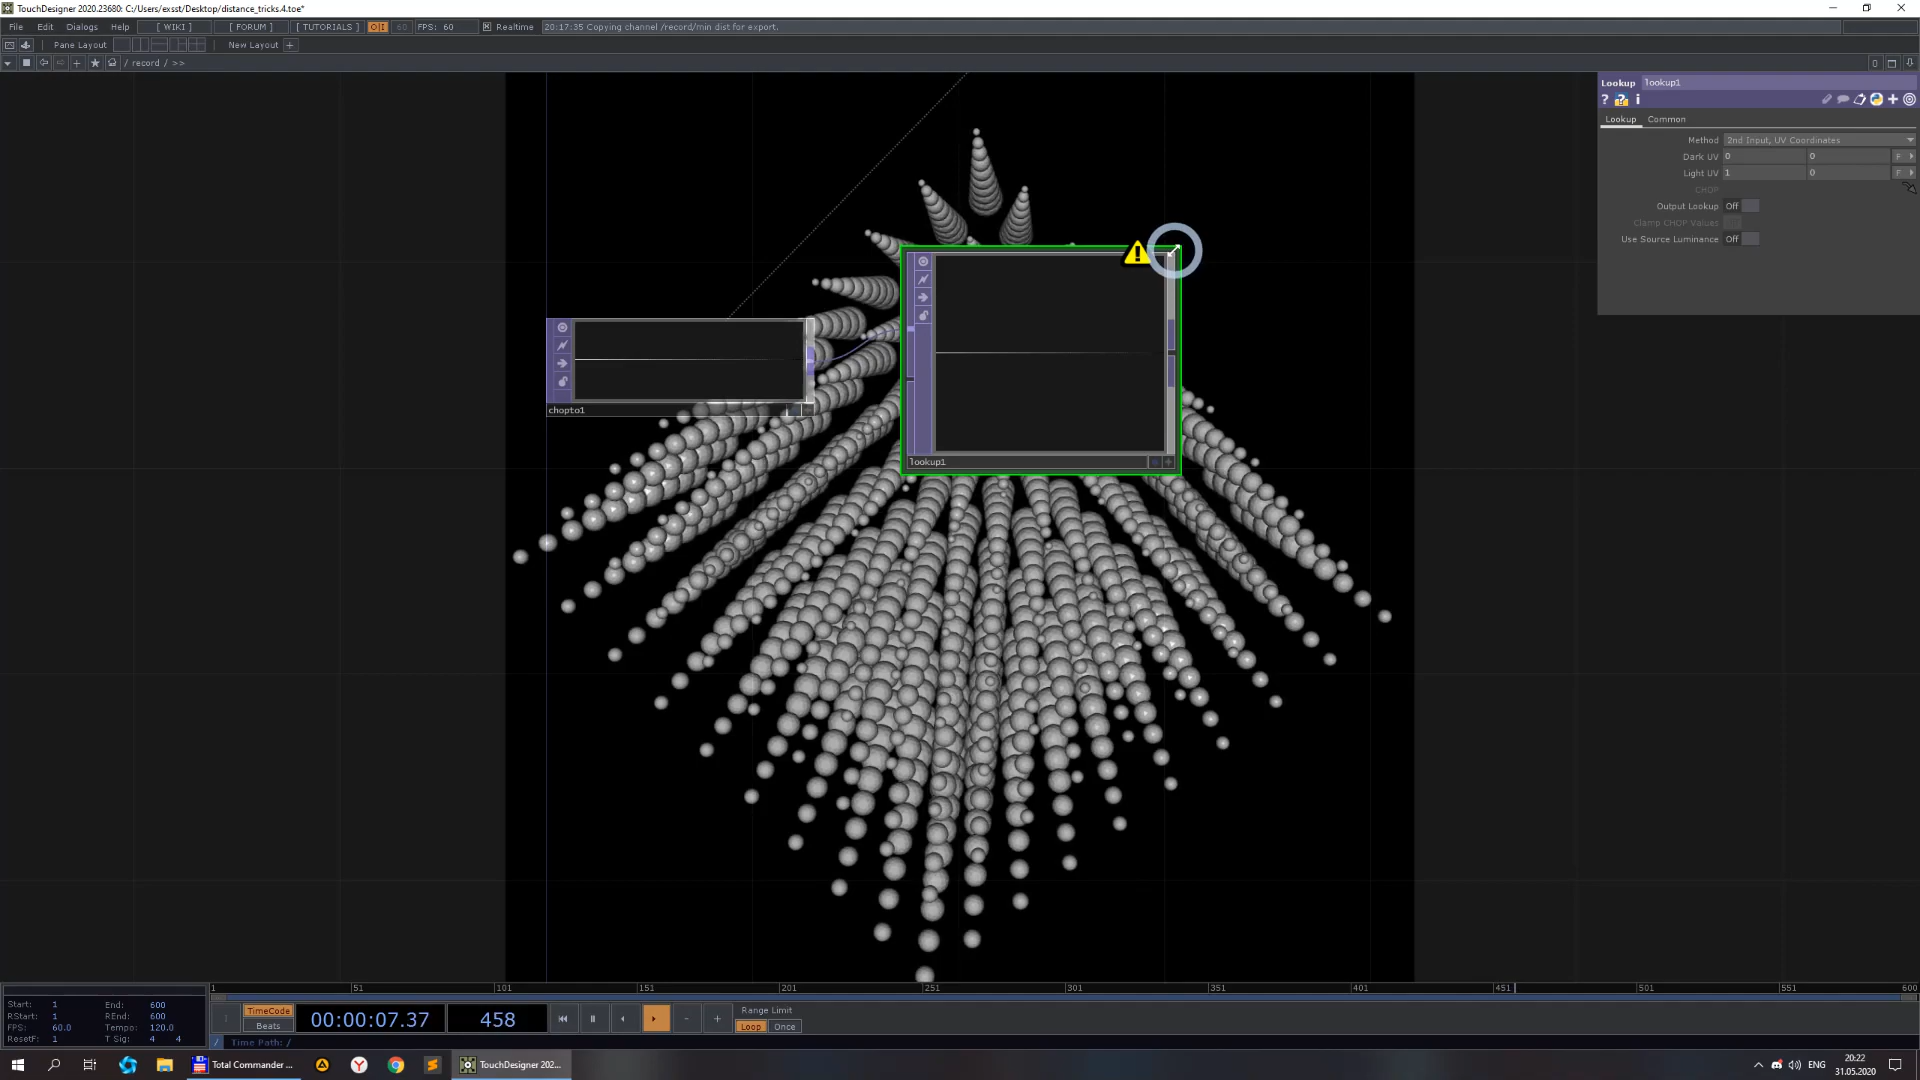 TouchDesigner 2020.23680: C:/Users/exsst/Desktop/distance_tricks.4.toe*
File Edit Dialogs Help [ WIKI ] [ FORUM ] [ TUTORIALS ] O|I 60 FPS: 60 Realtime 20:17:35 Copying channel /record/min dist for export.
Pane Layout New Layout +
/ record / >> 0
Lookup lookup1
? ? i
Lookup Common
Method 2nd Input, UV Coordinates
Dark UV 0 0 F
Light UV 1 0 F
CHOP
Output Lookup Off
Clamp CHOP Values
Use Source Luminance Off
chopto1
lookup1
1 51 101 151 201 251 301 351 401 451 501 551 600
Start: 1 End: 600
RStart: 1 REnd: 600
FPS: 60.0 Tempo: 120.0
ResetF: 1 T Sig: 4 4
TimeCode
Beats
00:00:07.37 458
- +
Range Limit
Loop Once
/ Time Path: /
Total Commander ... TouchDesigner 202...
ENG 20:22
31.05.2020